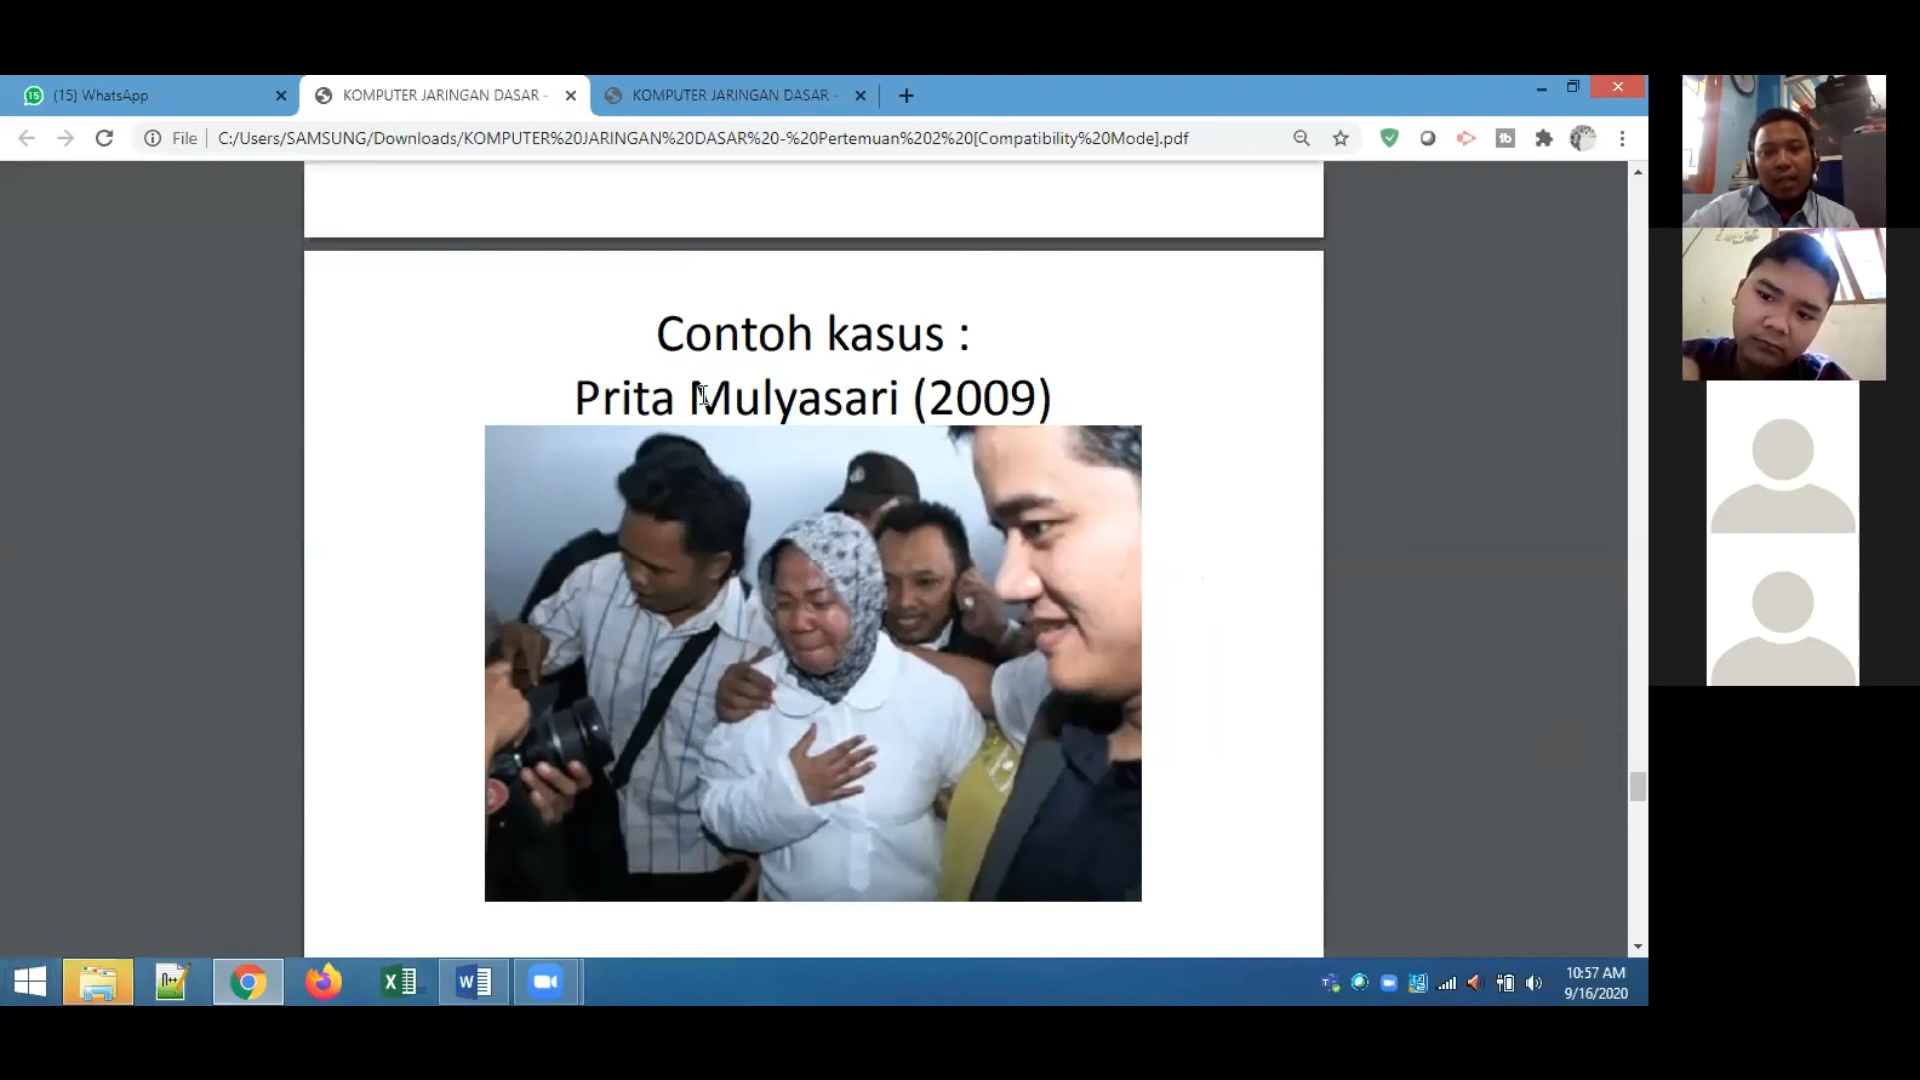 (15) WhatsApp
KOMPUTER JARINGAN DASAR -
KOMPUTER JARINGAN DASAR -
File
C:/Users/SAMSUNG/Downloads/KOMPUTER%20JARINGAN%20DASAR%20-%20Pertemuan%202%20[Compatibility%20Mode].pdf
Contoh kasus :
Prita Mulyasari (2009)
10:57 AM
9/16/2020